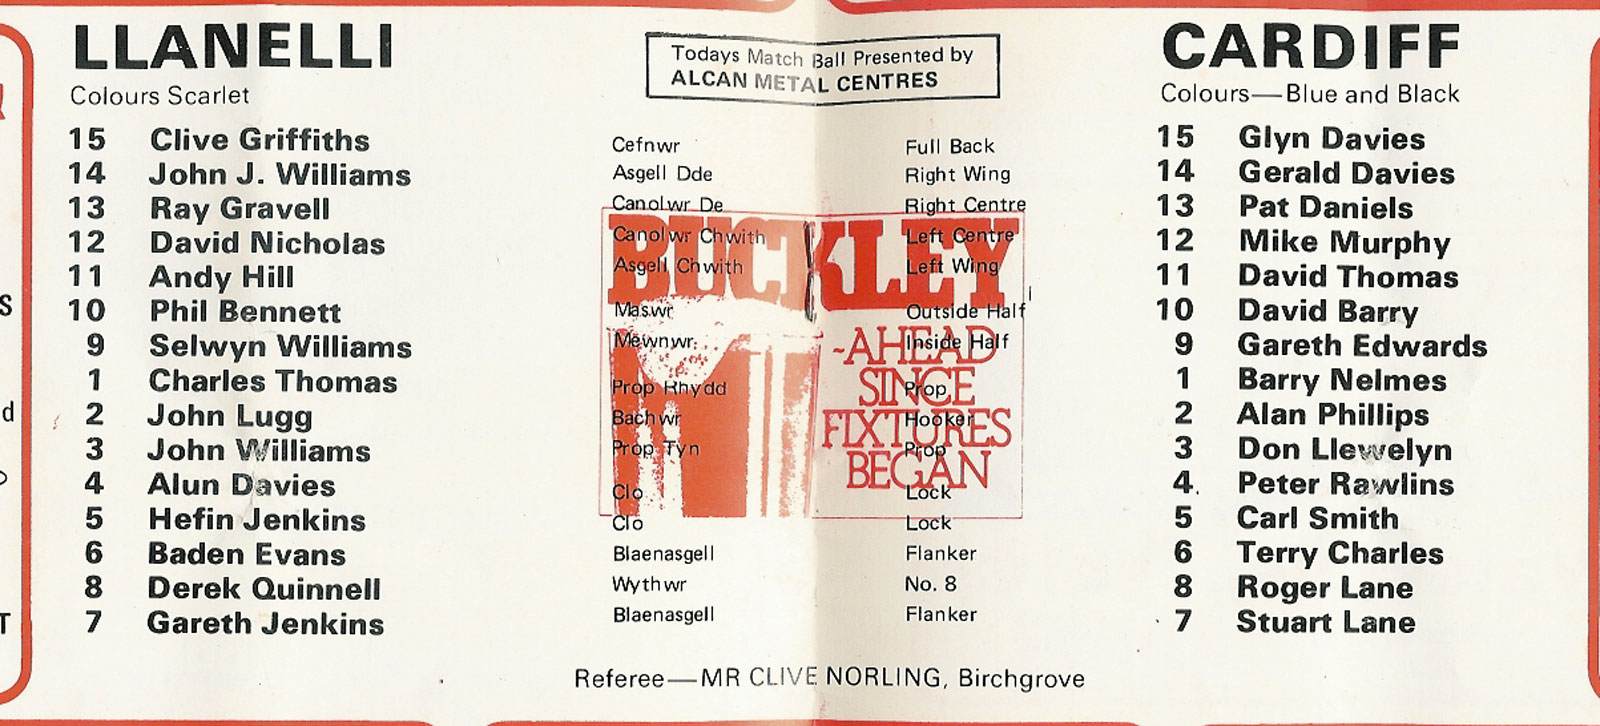 LLANELLI
Colours Scarlet
15 Clive Griffiths
14 John J. Williams
13 Ray Gravell
12 David Nicholas
11 Andy Hill
10 Phil Bennett
9 Selwyn Williams
1 Charles Thomas
2 John Lugg
3 John Williams
4 Alun Davies
5 Hefin Jenkins
6 Baden Evans
8 Derek Quinnell
7 Gareth Jenkins
Todays Match Ball Presented by
ALCAN METAL CENTRES
Cefnwr Full Back
Asgell Dde Right Wing
Canolwr De Right Centre
Canolwr Chwith Left Centre
Asgell Chwith Left Wing
Maswr Outside Half
Mewnwr Inside Half
Prop Rhydd Prop
Bachwr Hooker
Prop Tyn Prop
Clo Lock
Clo Lock
Blaenasgell Flanker
Wythwr No. 8
Blaenasgell Flanker
BUCKLEY
-AHEAD
SINCE
FIXTURES
BEGAN
CARDIFF
Colours—Blue and Black
15 Glyn Davies
14 Gerald Davies
13 Pat Daniels
12 Mike Murphy
11 David Thomas
10 David Barry
9 Gareth Edwards
1 Barry Nelmes
2 Alan Phillips
3 Don Llewelyn
4. Peter Rawlins
5 Carl Smith
6 Terry Charles
8 Roger Lane
7 Stuart Lane
Referee—MR CLIVE NORLING, Birchgrove